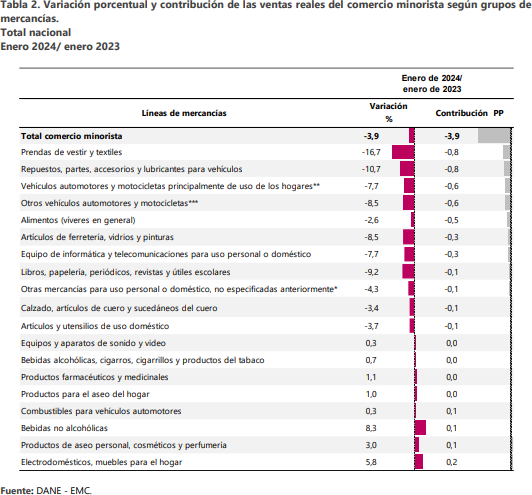 Tabla 2. Variación porcentual y contribución de las ventas reales del comercio minorista según grupos de
mercancías.
Total nacional
Enero 2024/ enero 2023
Enero de 2024/
enero de 2023
Líneas de mercancías Variación % Contribución PP
Total comercio minorista -3,9 -3,9
Prendas de vestir y textiles -16,7 -0,8
Repuestos, partes, accesorios y lubricantes para vehículos -10,7 -0,8
Vehículos automotores y motocicletas principalmente de uso de los hogares** -7,7 -0,6
Otros vehículos automotores y motocicletas*** -8,5 -0,6
Alimentos (víveres en general) -2,6 -0,5
Artículos de ferretería, vidrios y pinturas -8,5 -0,3
Equipo de informática y telecomunicaciones para uso personal o doméstico -7,7 -0,3
Libros, papelería, periódicos, revistas y útiles escolares -9,2 -0,1
Otras mercancías para uso personal o doméstico, no especificadas anteriormente* -4,3 -0,1
Calzado, artículos de cuero y sucedáneos del cuero -3,4 -0,1
Artículos y utensilios de uso doméstico -3,7 -0,1
Equipos y aparatos de sonido y video 0,3 0,0
Bebidas alcohólicas, cigarros, cigarrillos y productos del tabaco 0,7 0,0
Productos farmacéuticos y medicinales 1,1 0,0
Productos para el aseo del hogar 1,0 0,0
Combustibles para vehículos automotores 0,3 0,1
Bebidas no alcohólicas 8,3 0,1
Productos de aseo personal, cosméticos y perfumería 3,0 0,1
Electrodomésticos, muebles para el hogar 5,8 0,2
Fuente: DANE - EMC.